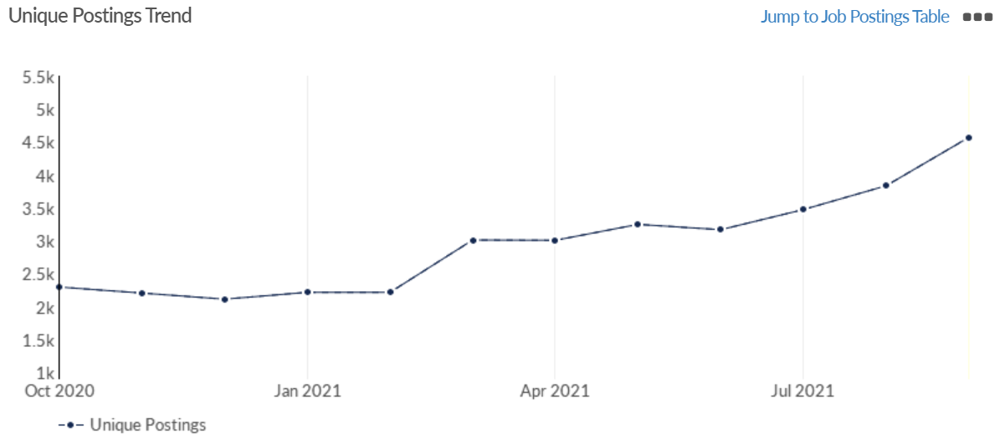 Unique Postings Trend
Jump to Job Postings Table
5.5k
5k
4.5k
4k
3.5k
3k
2.5k
2k
1.5k
1k
Oct 2020 Jan 2021 Apr 2021 Jul 2021
Unique Postings